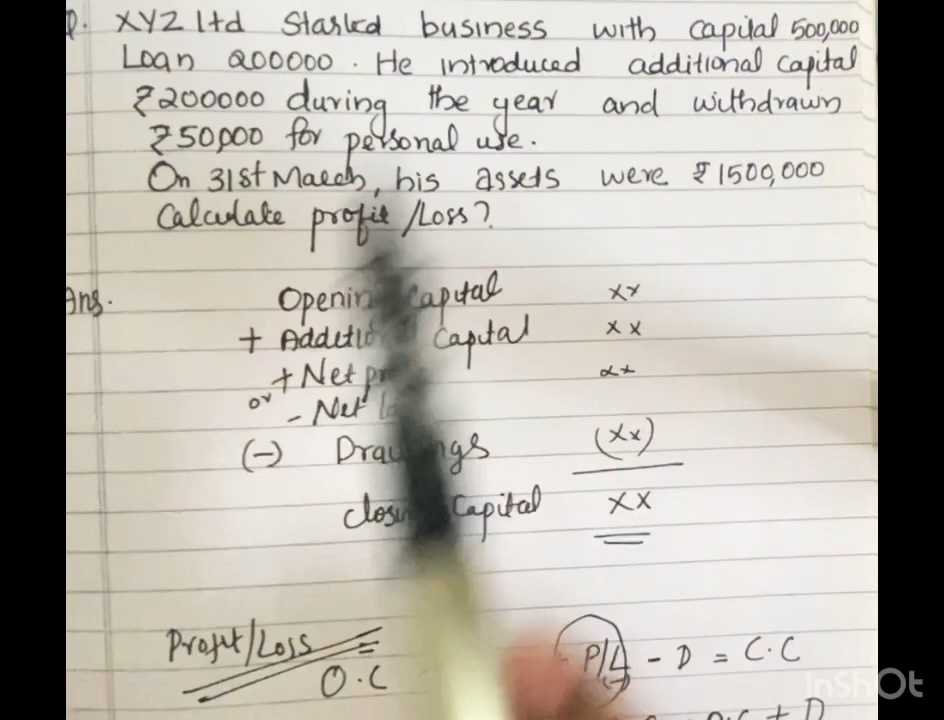 Q. XYZ ltd Started business with capital 500,000
Loan 200000. He introduced additional capital
₹200000 during the year and withdrawn
₹50,000 for personal use.
On 31st March, his assets were ₹1500,000
Calculate profit/Loss?
Ans.
Capital xx
+ Capital xx
+ Net xx
or - Net
(-) Drawings (xx)
Capital xx
Profit/Loss =
O.C P/L - D = C.C
InShOt